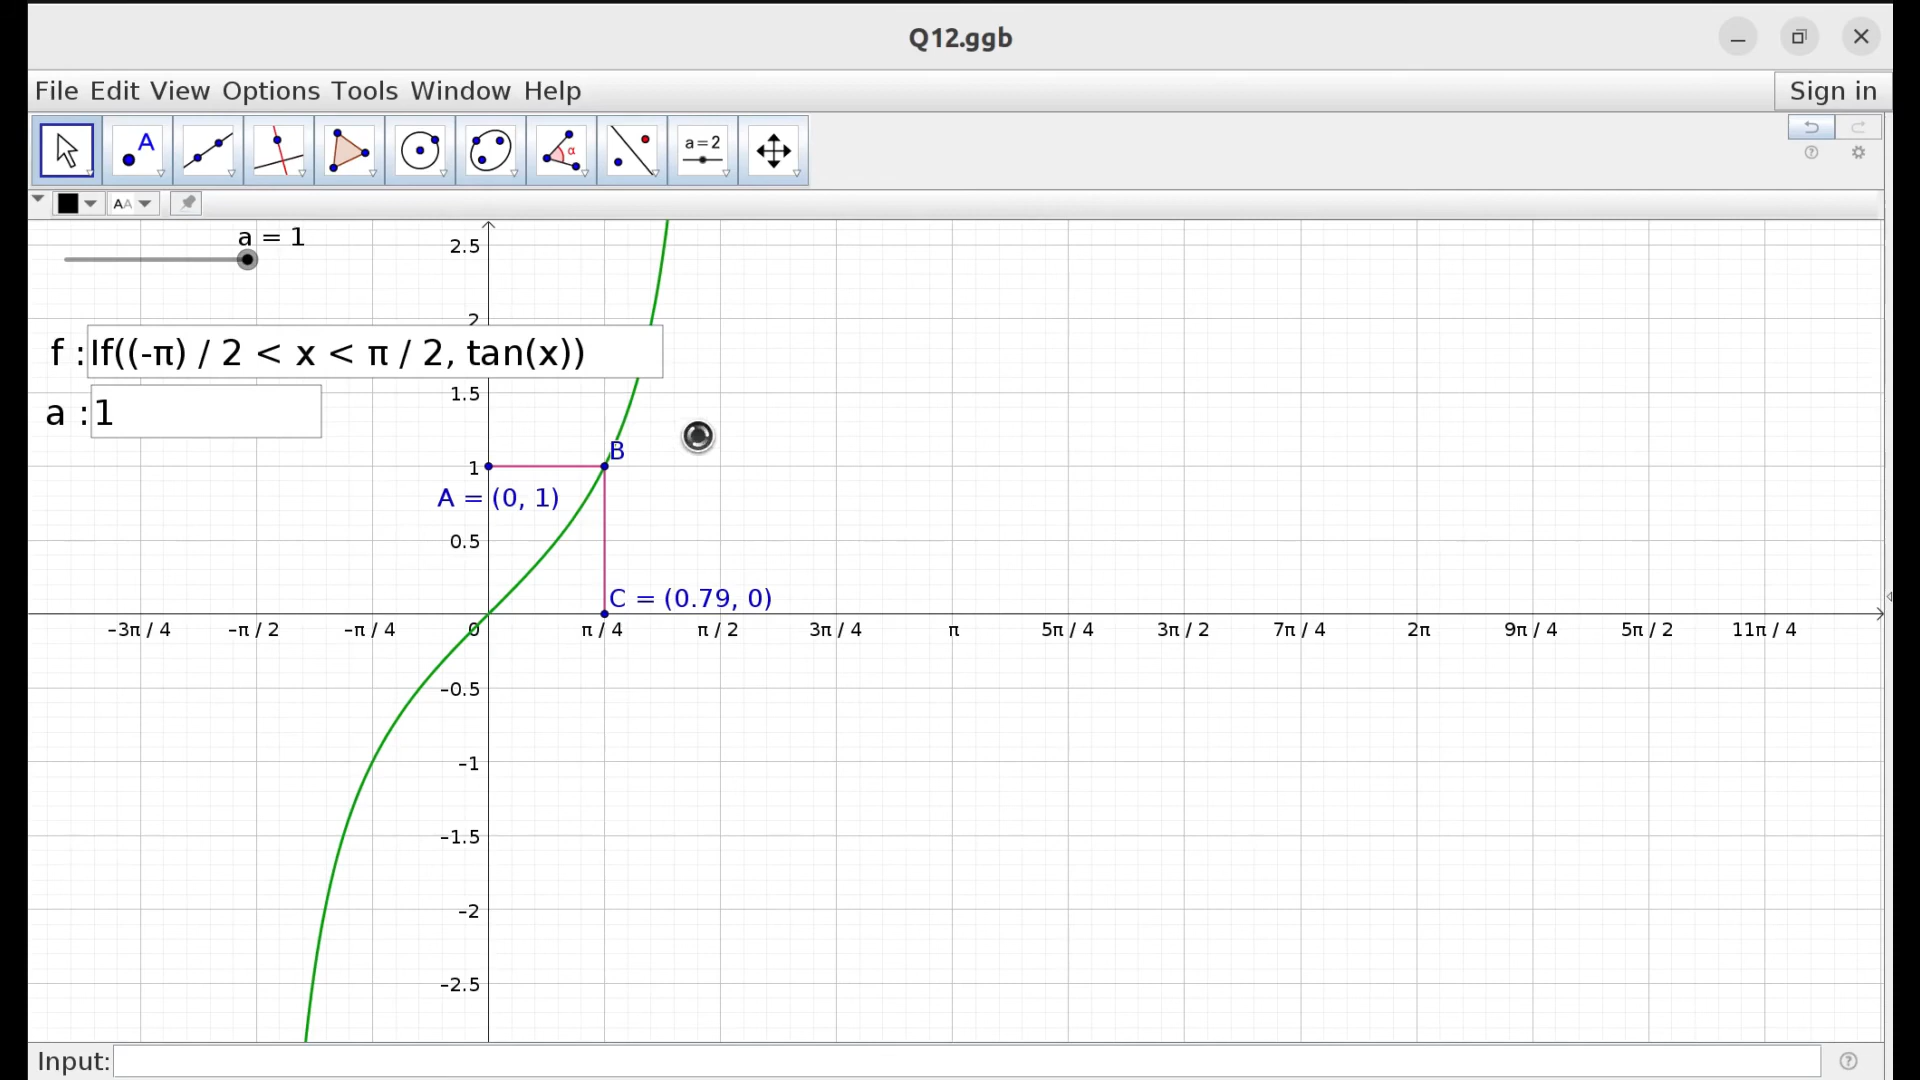 Q12.ggb
File Edit View Options Tools Window Help Sign in
A α a=2
AA
a = 1
2.5
2
f : If((-π) / 2 < x < π / 2, tan(x))
1.5
a : 1
B
1
A = (0, 1)
0.5
C = (0.79, 0)
–3π / 4 –π / 2 –π / 4 0 π / 4 π / 2 3π / 4 π 5π / 4 3π / 2 7π / 4 2π 9π / 4 5π / 2 11π / 4
–0.5
–1
–1.5
–2
–2.5
Input: